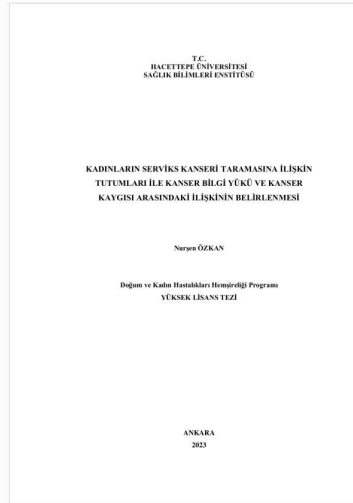 T.C.
HACETTEPE ÜNİVERSİTESİ
SAĞLIK BİLİMLERİ ENSTİTÜSÜ
KADINLARIN SERVİKS KANSERİ TARAMASINA İLİŞKİN
TUTUMLARI İLE KANSER BİLGİ YÜKÜ VE KANSER
KAYGISI ARASINDAKİ İLİŞKİNİN BELİRLENMESİ
Nurşen ÖZKAN
Doğum ve Kadın Hastalıkları Hemşireliği Programı
YÜKSEK LİSANS TEZİ
ANKARA
2023